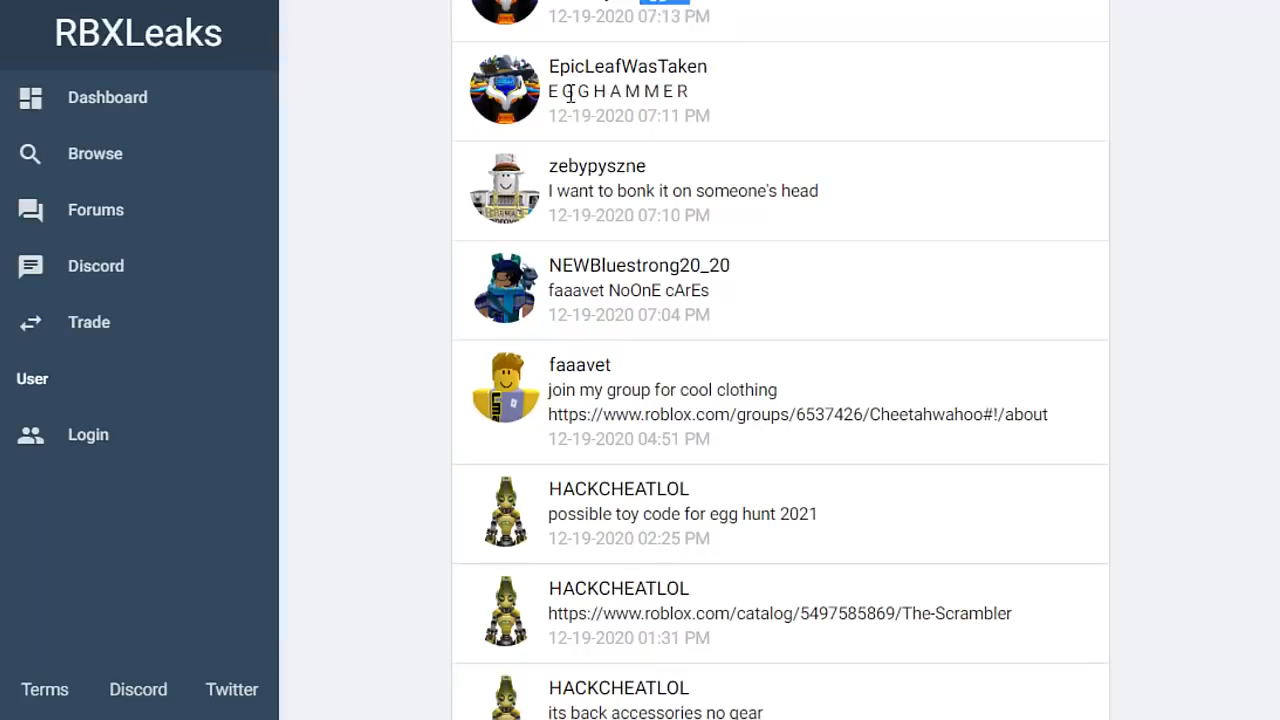 RBXLeaks
Dashboard
Browse
Forums
Discord
Trade
User
Login
Terms Discord Twitter
12-19-2020 07:13 PM
EpicLeafWasTaken
E G G H A M M E R
12-19-2020 07:11 PM
zebypyszne
I want to bonk it on someone's head
12-19-2020 07:10 PM
NEWBluestrong20_20
faaavet NoOnE cArEs
12-19-2020 07:04 PM
faaavet
join my group for cool clothing
https://www.roblox.com/groups/6537426/Cheetahwahoo#!/about
12-19-2020 04:51 PM
HACKCHEATLOL
possible toy code for egg hunt 2021
12-19-2020 02:25 PM
HACKCHEATLOL
https://www.roblox.com/catalog/5497585869/The-Scrambler
12-19-2020 01:31 PM
HACKCHEATLOL
its back accessories no gear